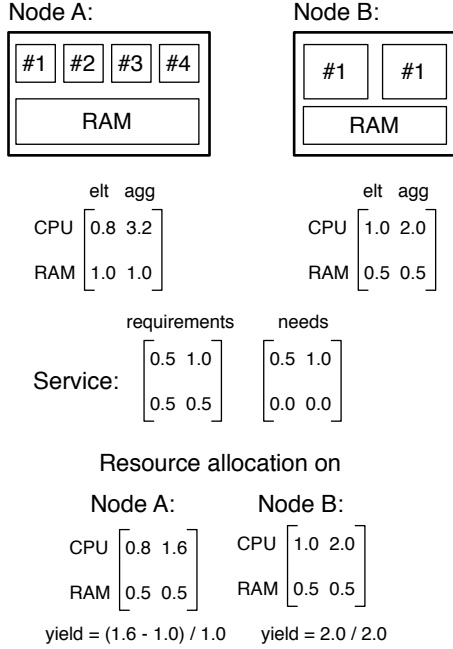 Node A: Node B:
#1 #2 #3 #4 #1 #1
RAM RAM
elt agg elt agg
CPU 0.8 3.2 CPU 1.0 2.0
RAM 1.0 1.0 RAM 0.5 0.5
requirements needs
0.5 1.0 0.5 1.0
Service:
0.5 0.5 0.0 0.0
Resource allocation on
Node A: Node B:
CPU 0.8 1.6 CPU 1.0 2.0
RAM 0.5 0.5 RAM 0.5 0.5
yield = (1.6 - 1.0) / 1.0 yield = 2.0 / 2.0